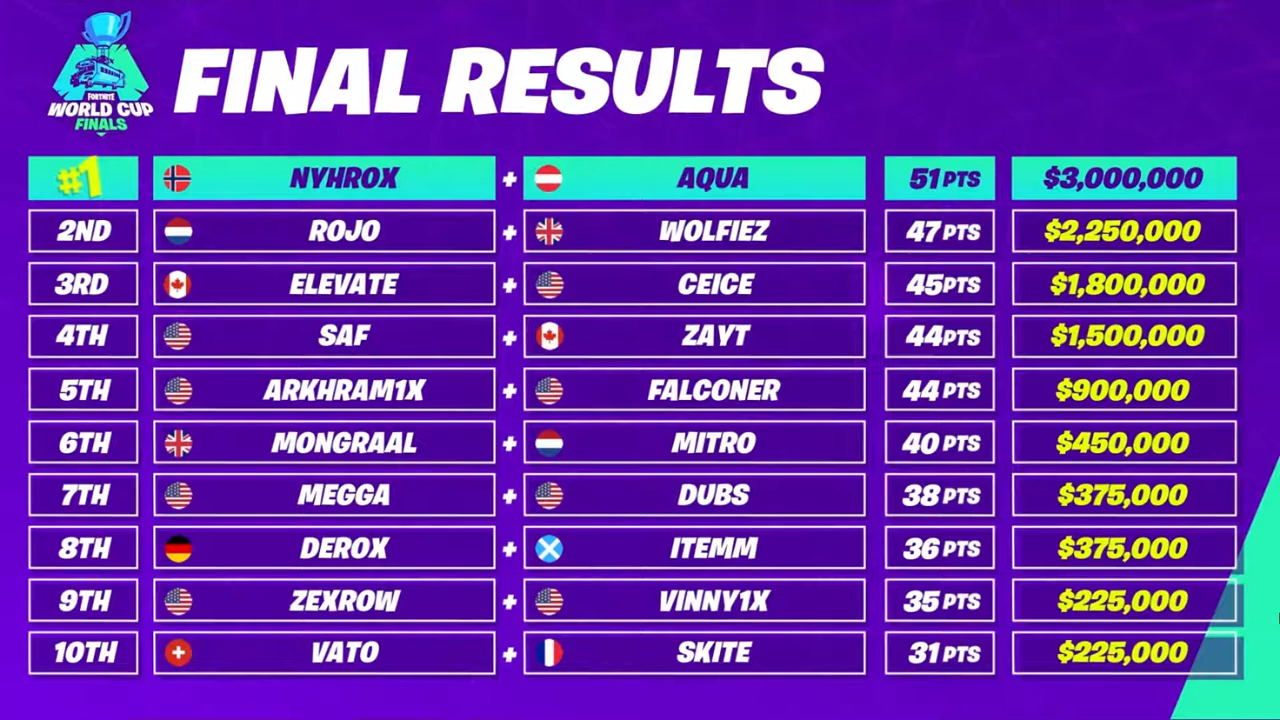 FORTNITE
WORLD CUP
FINALS
FINAL RESULTS
#1 NYHROX + AQUA 51 PTS $3,000,000
2ND ROJO + WOLFIEZ 47 PTS $2,250,000
3RD ELEVATE + CEICE 45 PTS $1,800,000
4TH SAF + ZAYT 44 PTS $1,500,000
5TH ARKHRAM1X + FALCONER 44 PTS $900,000
6TH MONGRAAL + MITRO 40 PTS $450,000
7TH MEGGA + DUBS 38 PTS $375,000
8TH DEROX + ITEMM 36 PTS $375,000
9TH ZEXROW + VINNY1X 35 PTS $225,000
10TH VATO + SKITE 31 PTS $225,000